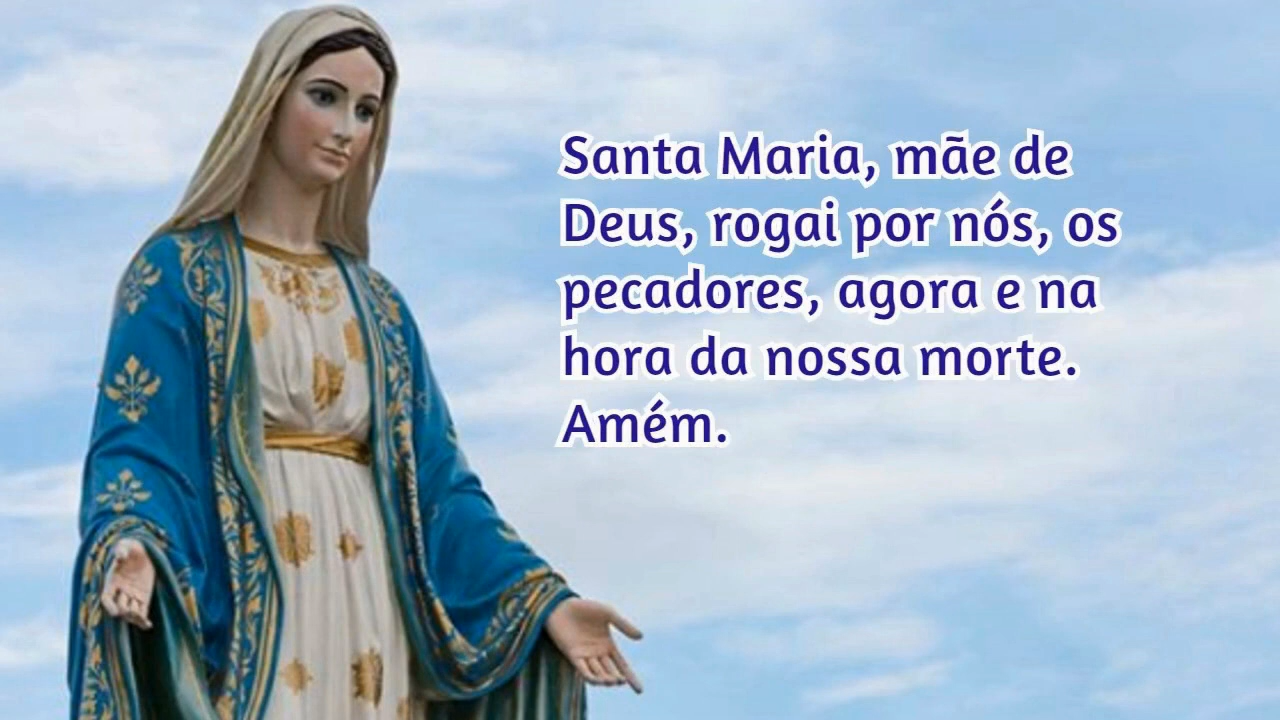 Santa Maria, mãe de
Deus, rogai por nós, os
pecadores, agora e na
hora da nossa morte.
Amém.